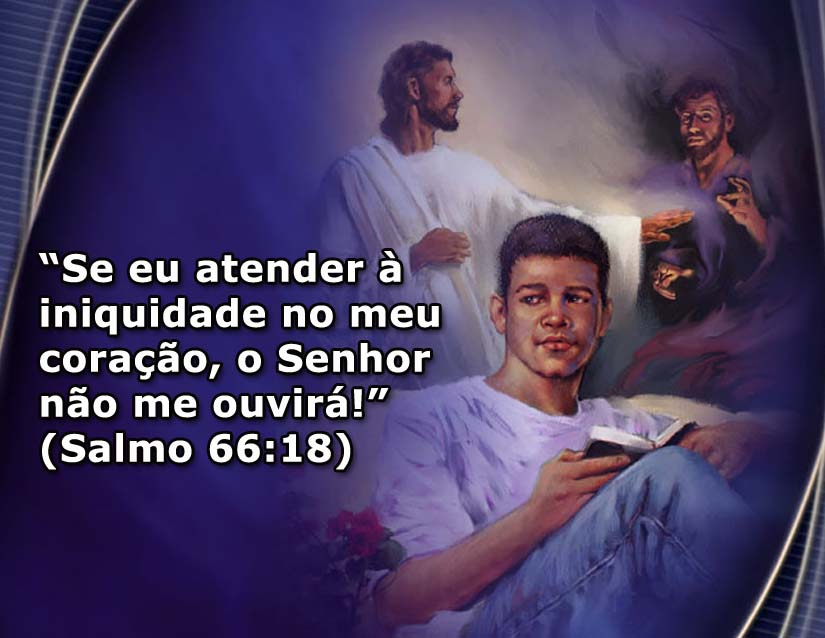 “Se eu atender à
iniquidade no meu
coração, o Senhor
não me ouvirá!”
(Salmo 66:18)